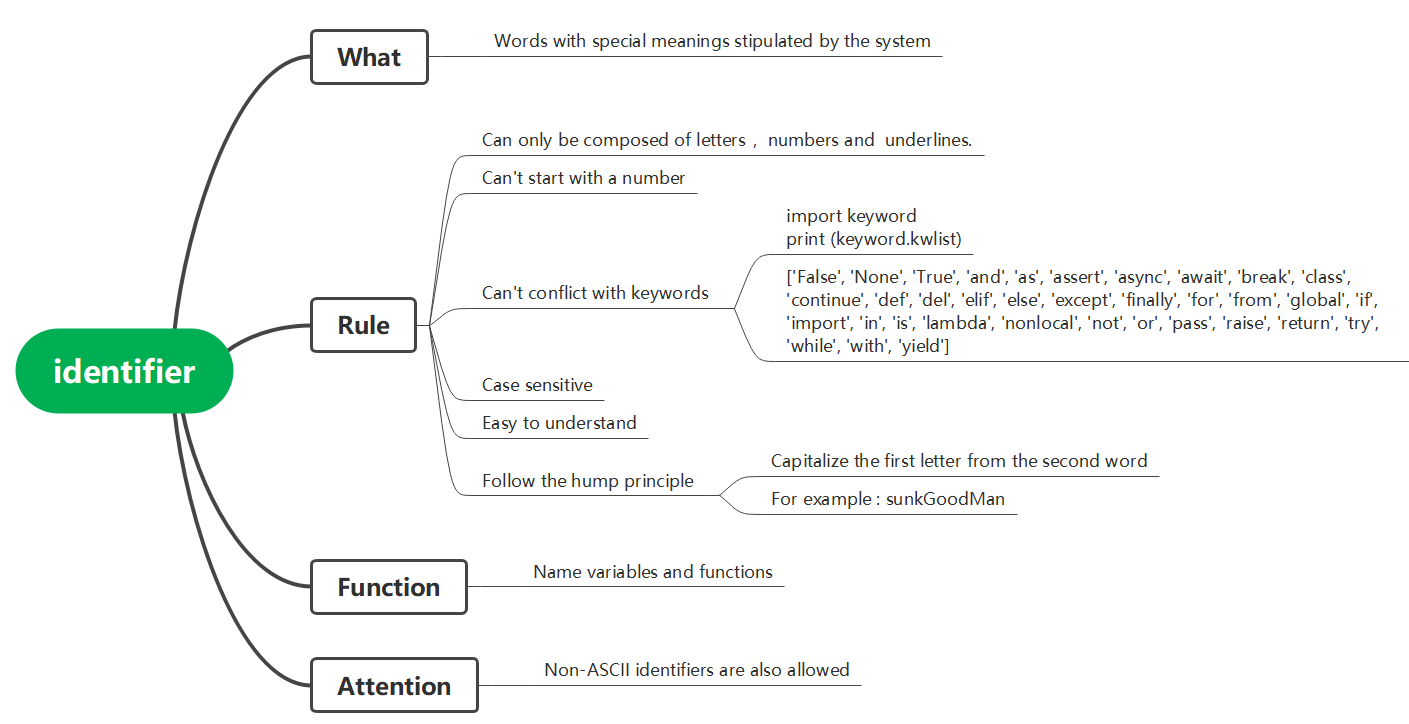 identifier
What
Words with special meanings stipulated by the system
Rule
Can only be composed of letters ,  numbers and  underlines.
Can't start with a number
Can't conflict with keywords
import keyword
print (keyword.kwlist)
['False', 'None', 'True', 'and', 'as', 'assert', 'async', 'await', 'break', 'class',
'continue', 'def', 'del', 'elif', 'else', 'except', 'finally', 'for', 'from', 'global', 'if',
'import', 'in', 'is', 'lambda', 'nonlocal', 'not', 'or', 'pass', 'raise', 'return', 'try',
'while', 'with', 'yield']
Case sensitive
Easy to understand
Follow the hump principle
Capitalize the first letter from the second word
For example : sunkGoodMan
Function
Name variables and functions
Attention
Non-ASCII identifiers are also allowed